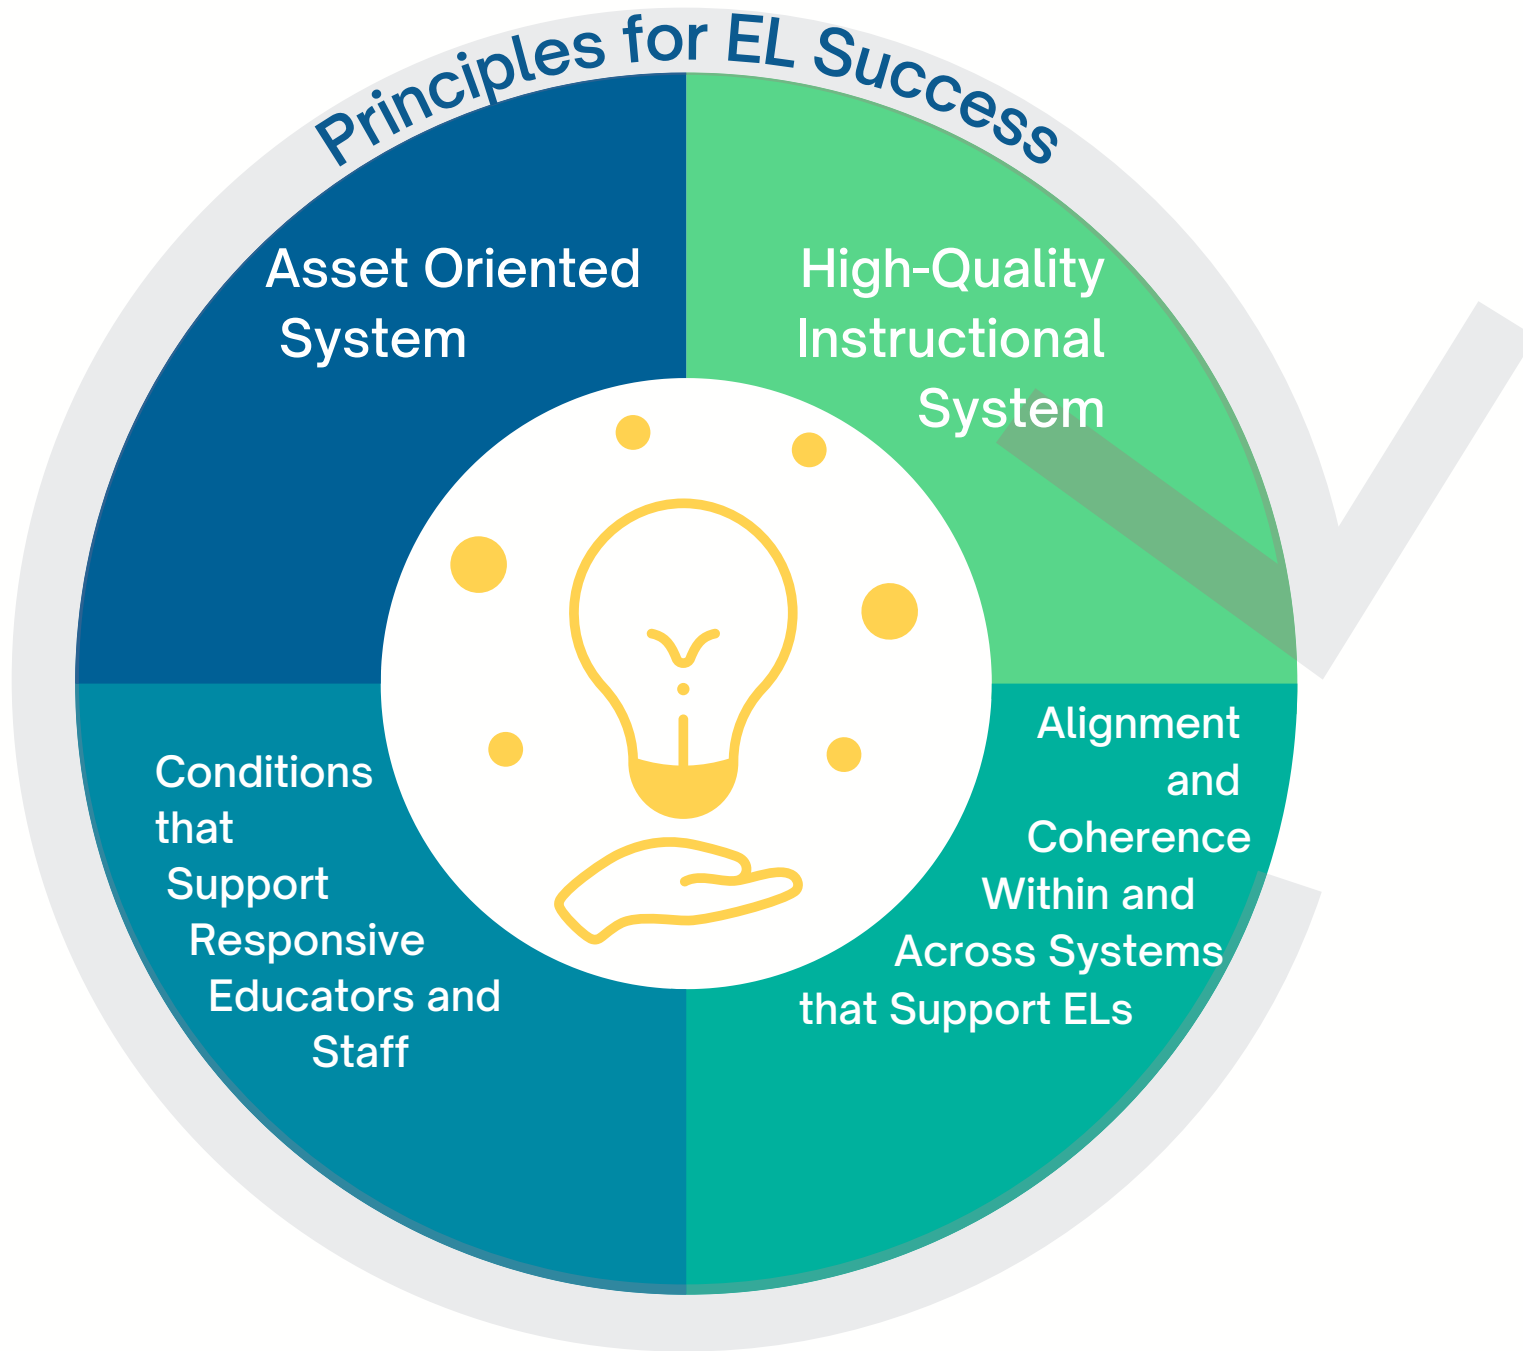 Principles for EL Success
Asset Oriented
System
High-Quality
Instructional
System
Conditions
that
Support
Responsive
Educators and
Staff
Alignment
and
Coherence
Within and
Across Systems
that Support ELs